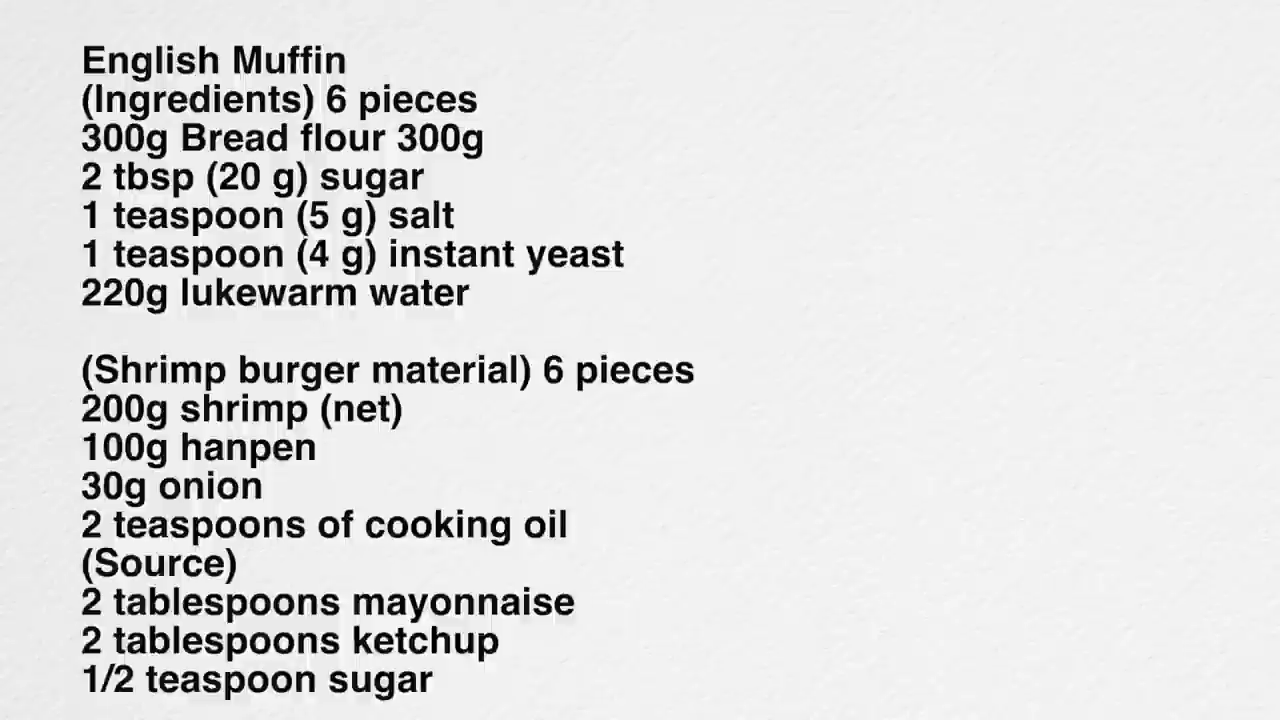 English Muffin
(Ingredients) 6 pieces
300g Bread flour 300g
2 tbsp (20 g) sugar
1 teaspoon (5 g) salt
1 teaspoon (4 g) instant yeast
220g lukewarm water
(Shrimp burger material) 6 pieces
200g shrimp (net)
100g hanpen
30g onion
2 teaspoons of cooking oil
(Source)
2 tablespoons mayonnaise
2 tablespoons ketchup
1/2 teaspoon sugar